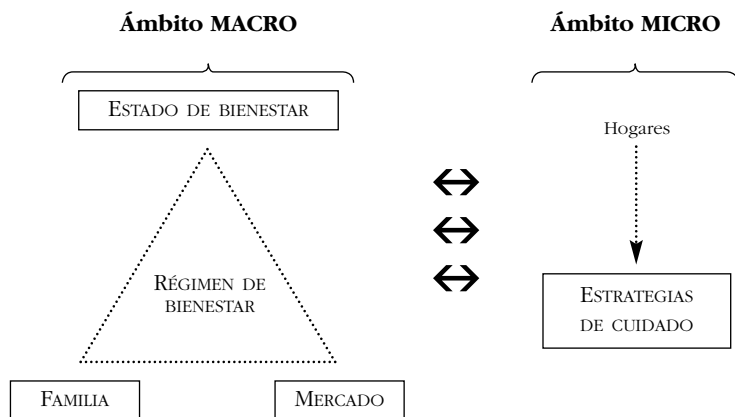 Ámbito MACRO
ESTADO DE BIENESTAR
RÉGIMEN DE
BIENESTAR
FAMILIA
MERCADO
Ámbito MICRO
Hogares
ESTRATEGIAS
DE CUIDADO